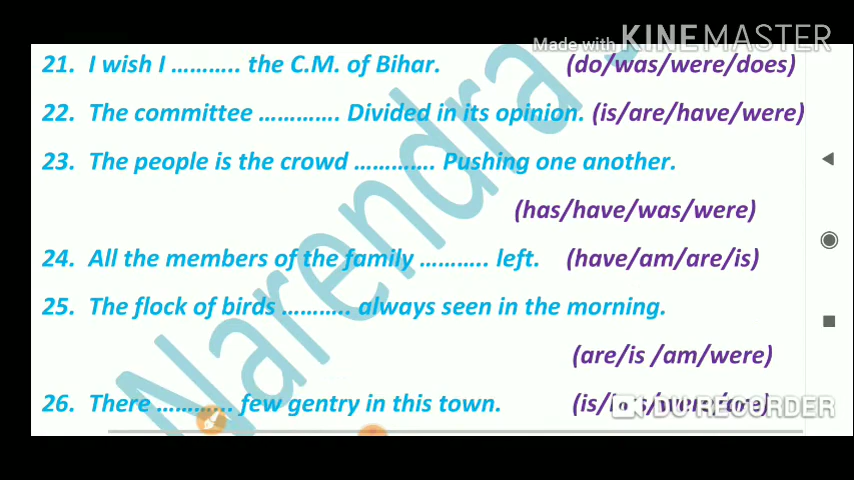 Made with KINEMASTER
21. I wish I ……….. the C.M. of Bihar. (do/was/were/does)
22. The committee …………. Divided in its opinion. (is/are/have/were)
23. The people is the crowd …………. Pushing one another.
(has/have/was/were)
24. All the members of the family ……….. left. (have/am/are/is)
25. The flock of birds ……….. always seen in the morning.
(are/is /am/were)
26. There ……….. few gentry in this town. (is/
DU RECORDER
Narendra